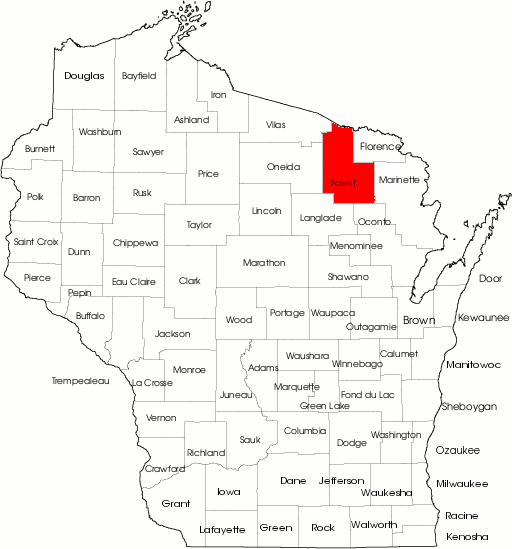 Douglas
Bayfield
Iron
Ashland
Vilas
Washburn
Burnett
Sawyer
Florence
Oneida
Price
Forest
Marinette
Polk
Barron
Rusk
Lincoln
Langlade
Oconto
Taylor
Saint Croix
Dunn
Chippewa
Menominee
Marathon
Shawano
Pierce
Eau Claire
Clark
Door
Pepin
Buffalo
Wood
Portage
Waupaca
Outagamie
Brown
Kewaunee
Jackson
Waushara
Calumet
Winnebago
Manitowoc
Trempealeau
La Crosse
Monroe
Adams
Marquette
Juneau
Green Lake
Fond du Lac
Sheboygan
Vernon
Sauk
Columbia
Dodge
Washington
Ozaukee
Richland
Crawford
Dane
Jefferson
Milwaukee
Grant
Iowa
Waukesha
Racine
Lafayette
Green
Rock
Walworth
Kenosha